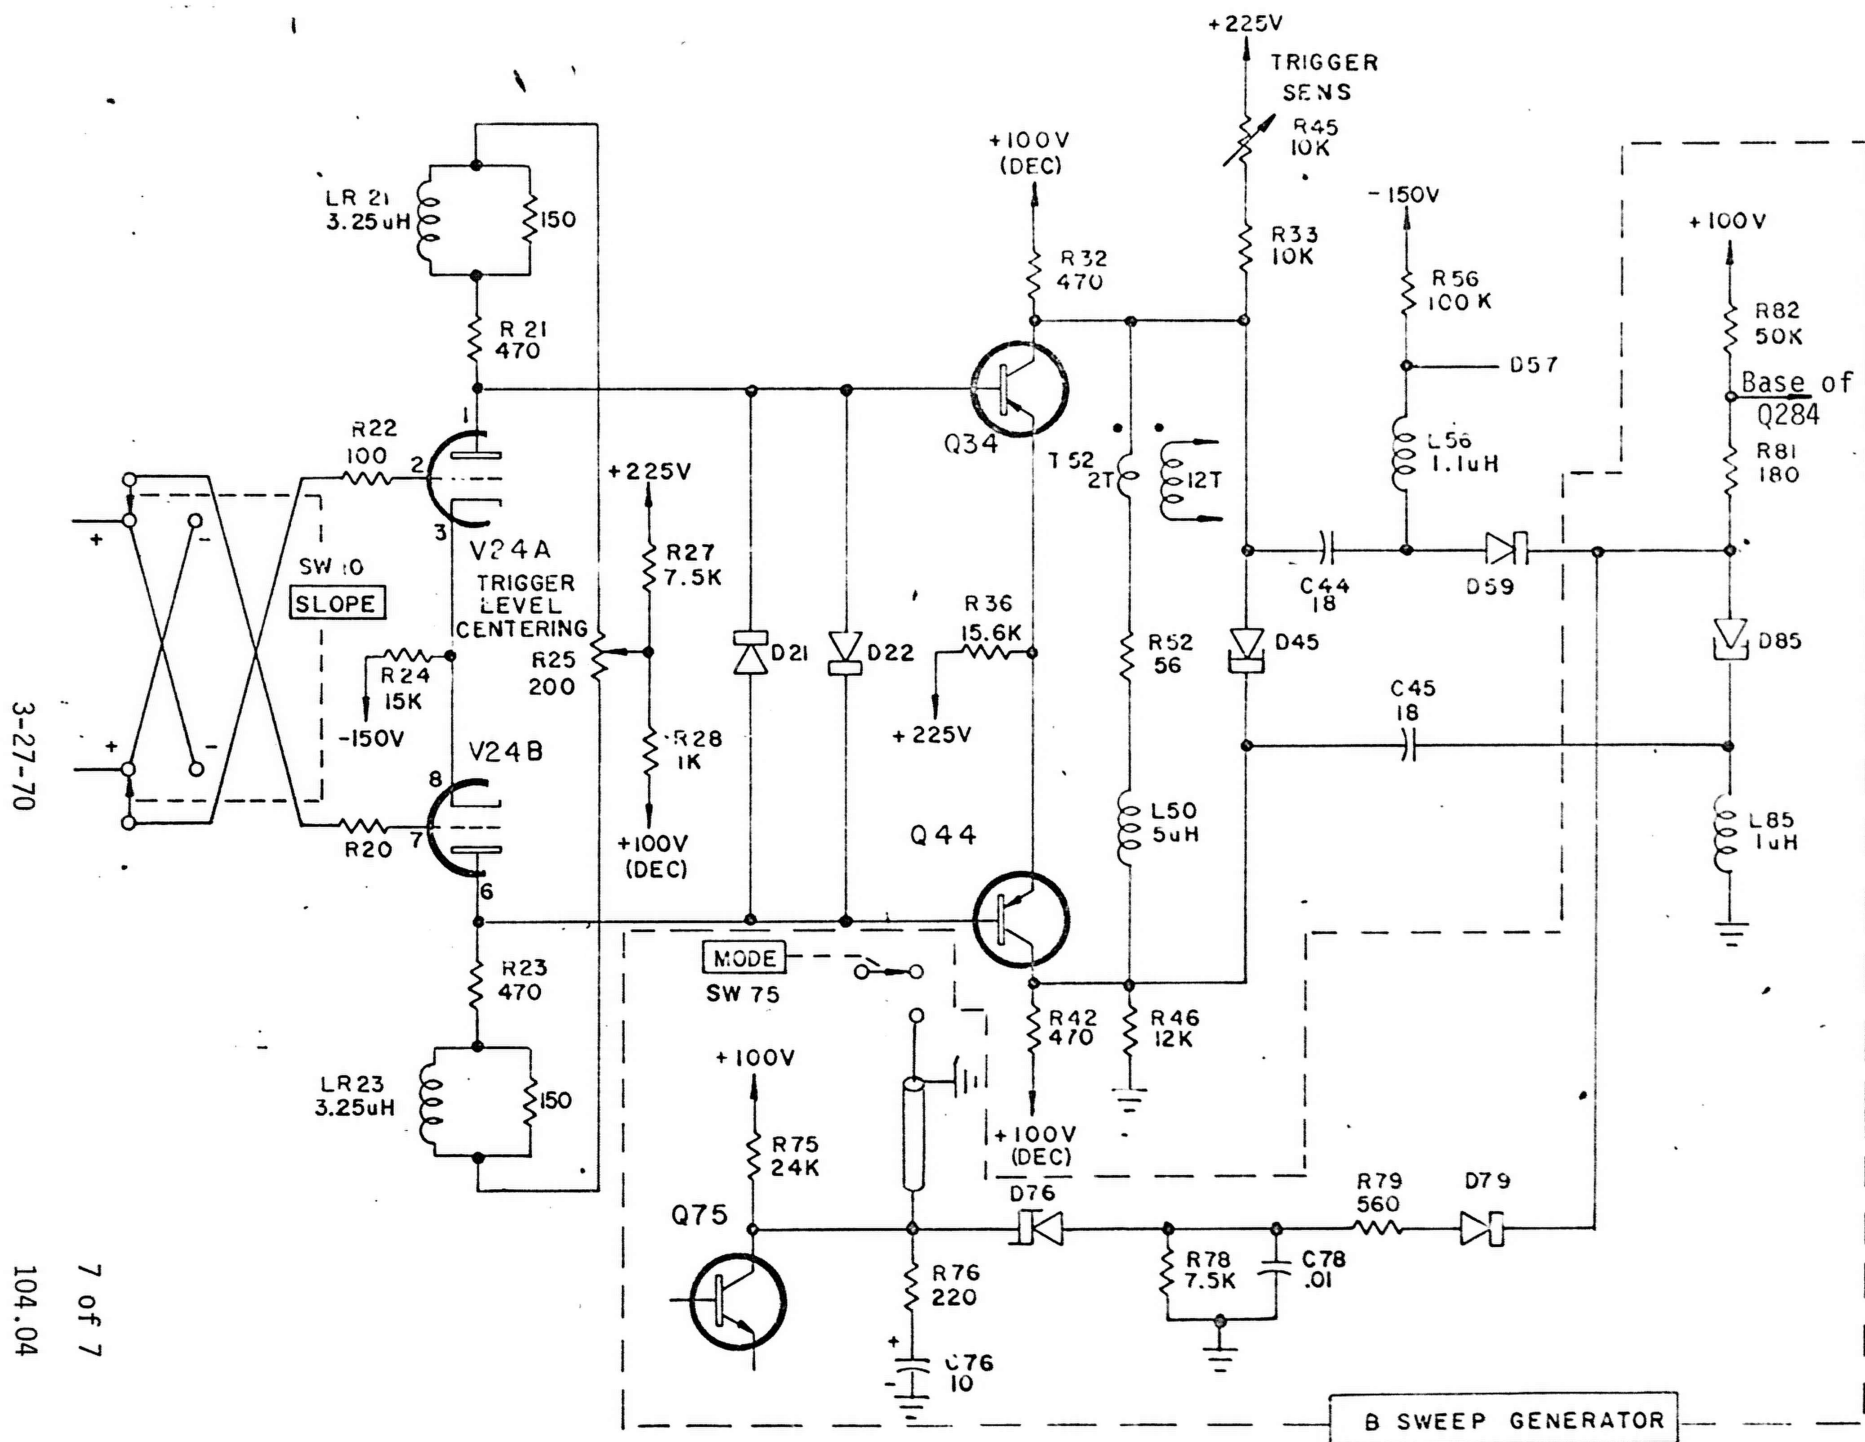 +225V
TRIGGER
SENS
R45
10K
+100V
(DEC)
-150V
+100V
LR 21
3.25uH
150
R33
10K
R32
470
R56
100K
R82
50K
R 21
470
D57
Base of
Q284
1
R22
100
2
Q34
+225V
T52
2T
12T
L56
1.1uH
R81
180
3
+
-
V24A
SW 10
SLOPE
TRIGGER
LEVEL
CENTERING
R27
7.5K
C44
18
D59
R36
15.6K
R52
56
D45
D85
D21
D22
R25
200
R24
15K
-150V
C45
18
+225V
R28
1K
+
-
V24B
8
7
R20
6
+100V
(DEC)
Q44
L50
5uH
L85
1uH
3-27-70
R23
470
MODE
SW 75
R42
470
R46
12K
LR23
3.25uH
150
+100V
R75
24K
+100V
(DEC)
D76
R79
560
D79
Q75
R76
220
R78
7.5K
C78
.01
+
-
C76
10
7 of 7
104.04
B SWEEP GENERATOR